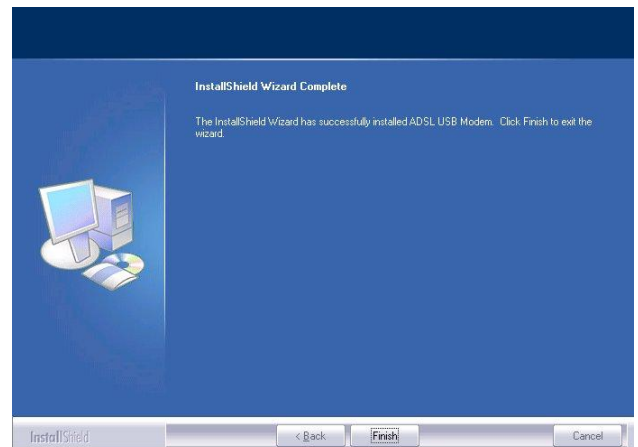 InstallShield Wizard Complete
The InstallShield Wizard has successfully installed ADSL USB Modem. Click Finish to exit the
wizard.
InstallShield
< Back
Finish
Cancel